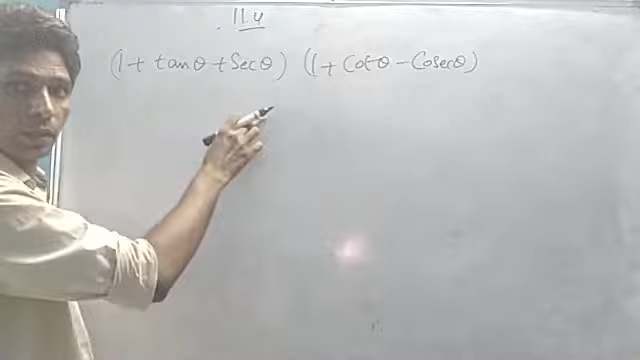 11.4
(1 + tanθ + Secθ) (1 + Cotθ - Cosecθ)